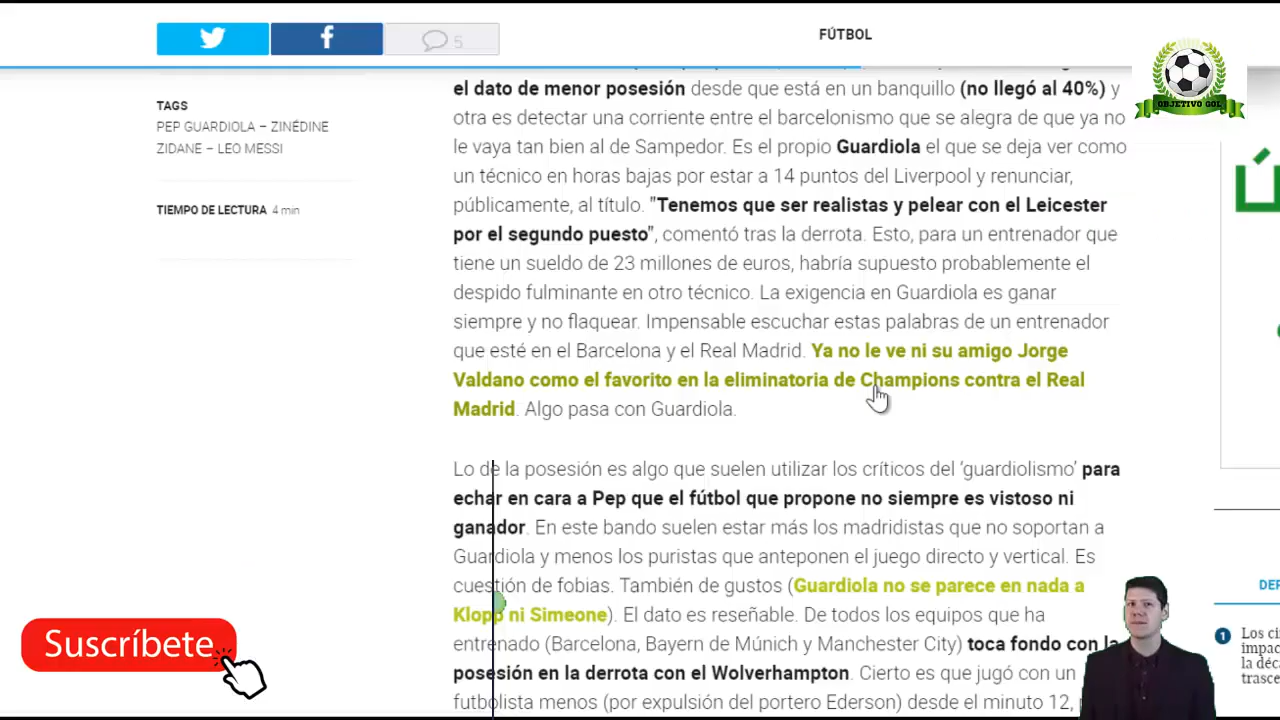 5
FÚTBOL
OBJETIVO GOL
TAGS
PEP GUARDIOLA – ZINÉDINE
ZIDANE – LEO MESSI
TIEMPO DE LECTURA 4 min
el dato de menor posesión desde que está en un banquillo (no llegó al 40%) y
otra es detectar una corriente entre el barcelonismo que se alegra de que ya no
le vaya tan bien al de Sampedor. Es el propio Guardiola el que se deja ver como
un técnico en horas bajas por estar a 14 puntos del Liverpool y renunciar,
públicamente, al título. "Tenemos que ser realistas y pelear con el Leicester
por el segundo puesto", comentó tras la derrota. Esto, para un entrenador que
tiene un sueldo de 23 millones de euros, habría supuesto probablemente el
despido fulminante en otro técnico. La exigencia en Guardiola es ganar
siempre y no flaquear. Impensable escuchar estas palabras de un entrenador
que esté en el Barcelona y el Real Madrid. Ya no le ve ni su amigo Jorge
Valdano como el favorito en la eliminatoria de Champions contra el Real
Madrid. Algo pasa con Guardiola.
Lo de la posesión es algo que suelen utilizar los críticos del 'guardiolismo' para
echar en cara a Pep que el fútbol que propone no siempre es vistoso ni
ganador. En este bando suelen estar más los madridistas que no soportan a
Guardiola y menos los puristas que anteponen el juego directo y vertical. Es
cuestión de fobias. También de gustos (Guardiola no se parece en nada a
Klopp ni Simeone). El dato es reseñable. De todos los equipos que ha
entrenado (Barcelona, Bayern de Múnich y Manchester City) toca fondo con la
posesión en la derrota con el Wolverhampton. Cierto es que jugó con un
futbolista menos (por expulsión del portero Ederson) desde el minuto 12,
Suscríbete
1
Los
la